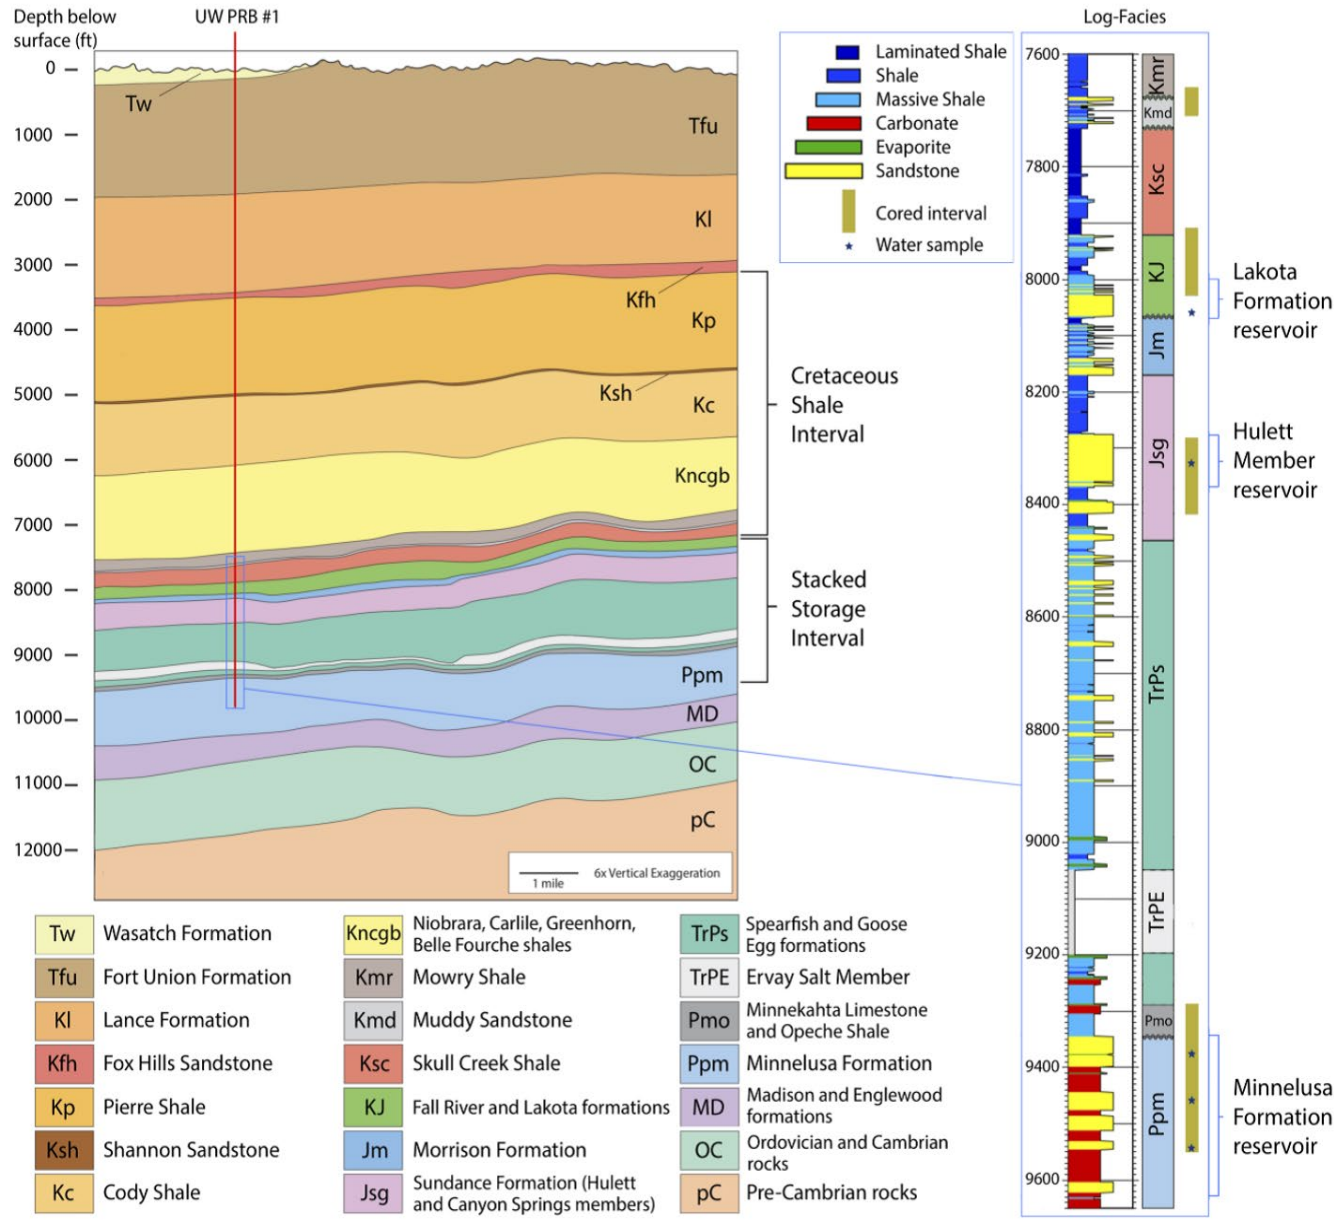 Depth below
surface (ft)
UW PRB #1
0
1000
2000
3000
4000
5000
6000
7000
8000
9000
10000
11000
12000
Tw
Tfu
Kl
Kfh
Kp
Ksh
Kc
Kncgb
Ppm
MD
OC
pC
1 mile
6x Vertical Exaggeration
Cretaceous
Shale
Interval
Stacked
Storage
Interval
Laminated Shale
Shale
Massive Shale
Carbonate
Evaporite
Sandstone
Cored interval
Water sample
Log-Facies
7600
7800
8000
8200
8400
8600
8800
9000
9200
9400
9600
Kmr
Kmd
Ksc
KJ
Jm
Jsg
TrPs
TrPE
Pmo
Ppm
Lakota
Formation
reservoir
Hulett
Member
reservoir
Minnelusa
Formation
reservoir
Tw Wasatch Formation
Tfu Fort Union Formation
Kl Lance Formation
Kfh Fox Hills Sandstone
Kp Pierre Shale
Ksh Shannon Sandstone
Kc Cody Shale
Kncgb Niobrara, Carlile, Greenhorn,
Belle Fourche shales
Kmr Mowry Shale
Kmd Muddy Sandstone
Ksc Skull Creek Shale
KJ Fall River and Lakota formations
Jm Morrison Formation
Jsg Sundance Formation (Hulett
and Canyon Springs members)
TrPs Spearfish and Goose
Egg formations
TrPE Ervay Salt Member
Pmo Minnekahta Limestone
and Opeche Shale
Ppm Minnelusa Formation
MD Madison and Englewood
formations
OC Ordovician and Cambrian
rocks
pC Pre-Cambrian rocks